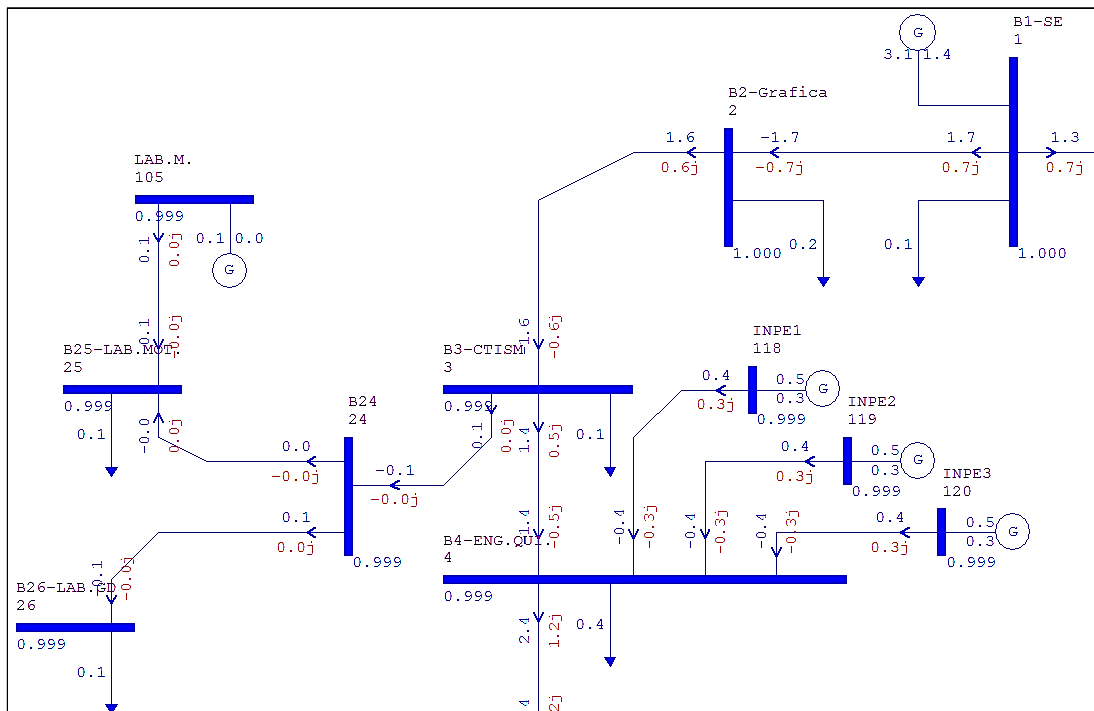 G
B1-SE
1
3.1 1.4
B2-Grafica
2
1.6
-1.7
1.7
1.3
0.6j
-0.7j
0.7j
0.7j
LAB.M.
105
0.999
0.1
0.0j
0.1 0.0
G
0.2
0.1
1.000
1.000
0.1
-0.0j
1.6
-0.6j
B25-LAB.MOT.
25
0.999
0.1
-0.0
0.0j
B3-CTISM
3
0.999
0.1
0.0j
1.4
0.5j
0.1
INPE1
118
0.4
0.3j
0.5
0.3
G
0.999
INPE2
119
0.4
0.3j
0.5
0.3
G
0.999
INPE3
120
0.4
0.3j
0.5
0.3
G
0.999
B24
24
0.0
-0.0j
-0.1
-0.0j
0.1
0.0j
0.999
-0.4
-0.3j
-0.4
-0.3j
-0.4
-0.3j
-0.5j
B4-ENG.QUI.
4
0.999
2.4
1.2j
0.4
B26-LAB.GD
26
-0.0j
0.999
0.1